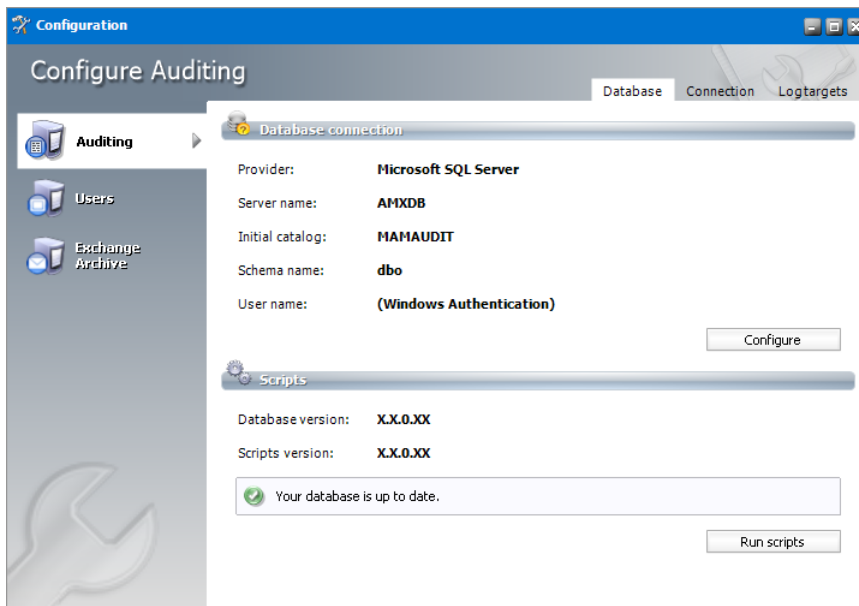 Configuration
Configure Auditing
Database Connection Logtargets
Auditing
Users
Exchange
Archive
Database connection
Provider: Microsoft SQL Server
Server name: AMXDB
Initial catalog: MAMAUDIT
Schema name: dbo
User name: (Windows Authentication)
Configure
Scripts
Database version: X.X.0.XX
Scripts version: X.X.0.XX
Your database is up to date.
Run scripts